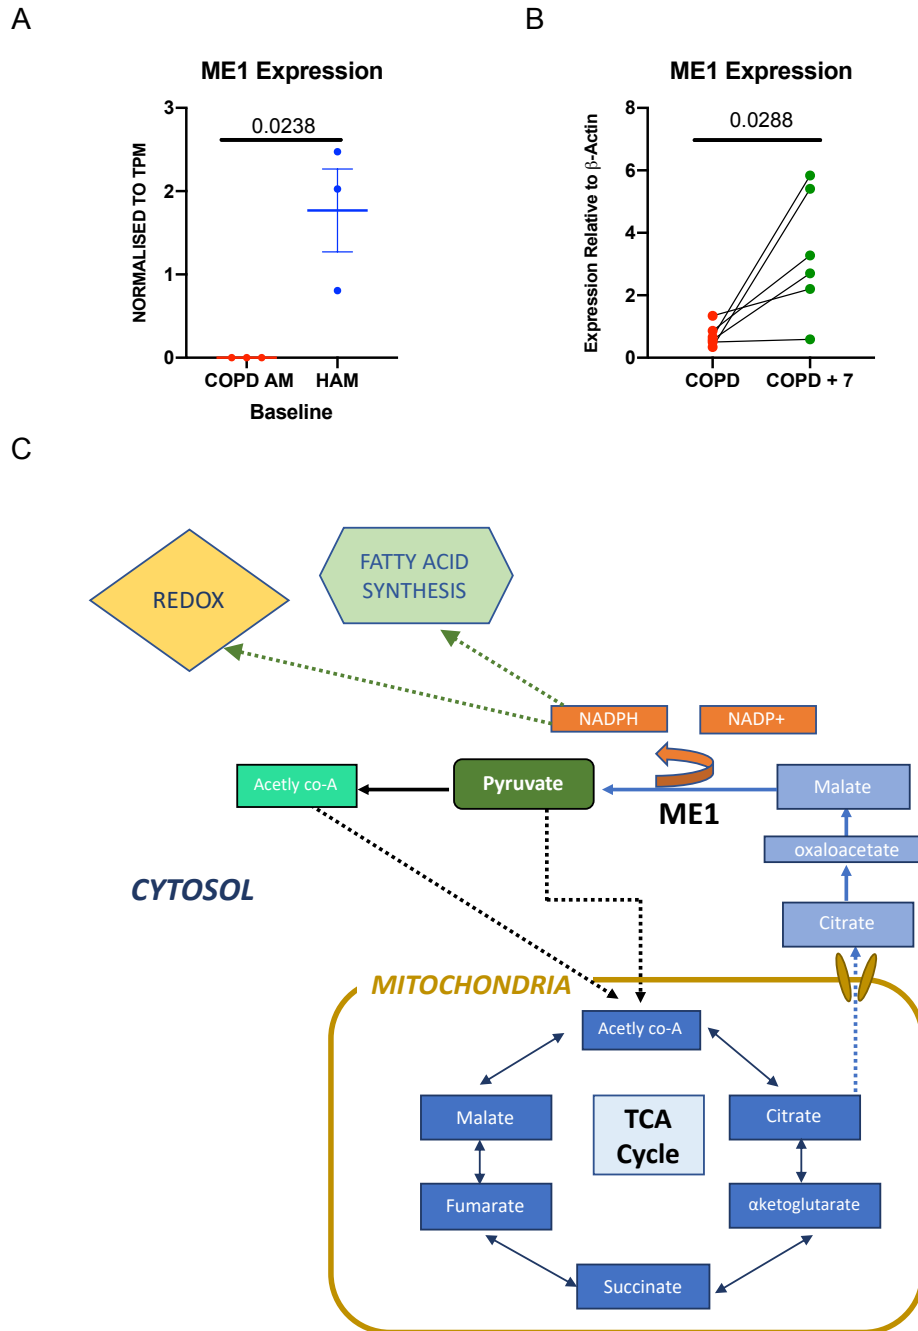 A
B
ME1 Expression
ME1 Expression
0.0238
0.0288
NORMALISED TO TPM
3
2
1
0
COPD AM
HAM
Baseline
Expression Relative to β-Actin
8
6
4
2
0
COPD
COPD + 7
C
REDOX
FATTY ACID
SYNTHESIS
NADPH
NADP+
Acetly co-A
Pyruvate
ME1
Malate
oxaloacetate
Citrate
CYTOSOL
MITOCHONDRIA
Acetly co-A
Malate
TCA
Cycle
Citrate
Fumarate
αketoglutarate
Succinate